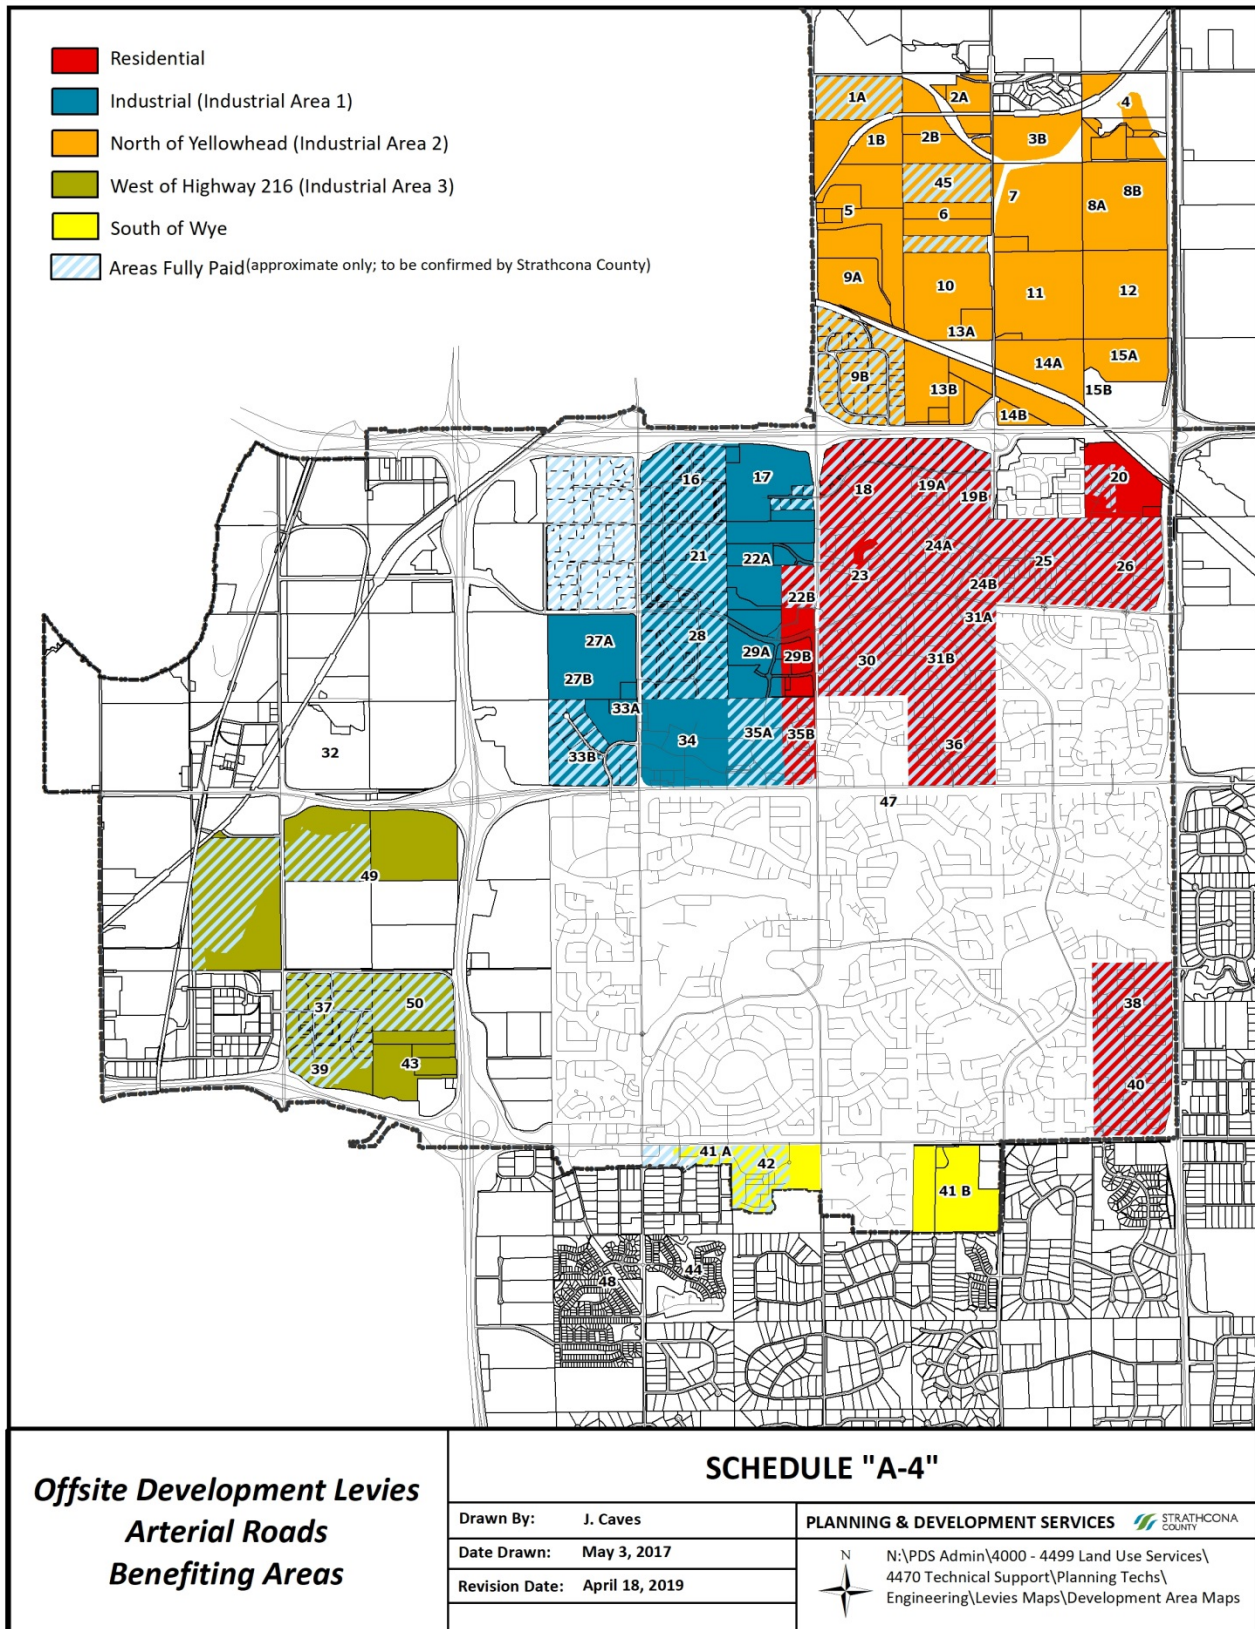 Residential
Industrial (Industrial Area 1)
North of Yellowhead (Industrial Area 2)
West of Highway 216 (Industrial Area 3)
South of Wye
Areas Fully Paid(approximate only; to be confirmed by Strathcona County)
1A
2A
4
1B
2B
3B
45
7
8A
8B
5
6
9A
10
11
12
13A
14A
15A
9B
13B
15B
14B
16
17
18
19A
19B
20
21
22A
24A
25
26
23
24B
22B
31A
27A
28
29A
29B
30
31B
27B
33A
32
33B
34
35A
35B
36
47
49
37
50
38
39
43
40
41 A
42
41 B
44
48
Offsite Development Levies
Arterial Roads
Benefiting Areas
SCHEDULE "A-4"
Drawn By: J. Caves
Date Drawn: May 3, 2017
Revision Date: April 18, 2019
PLANNING & DEVELOPMENT SERVICES
STRATHCONA
COUNTY
N
N:\PDS Admin\4000 - 4499 Land Use Services\
4470 Technical Support\Planning Techs\
Engineering\Levies Maps\Development Area Maps